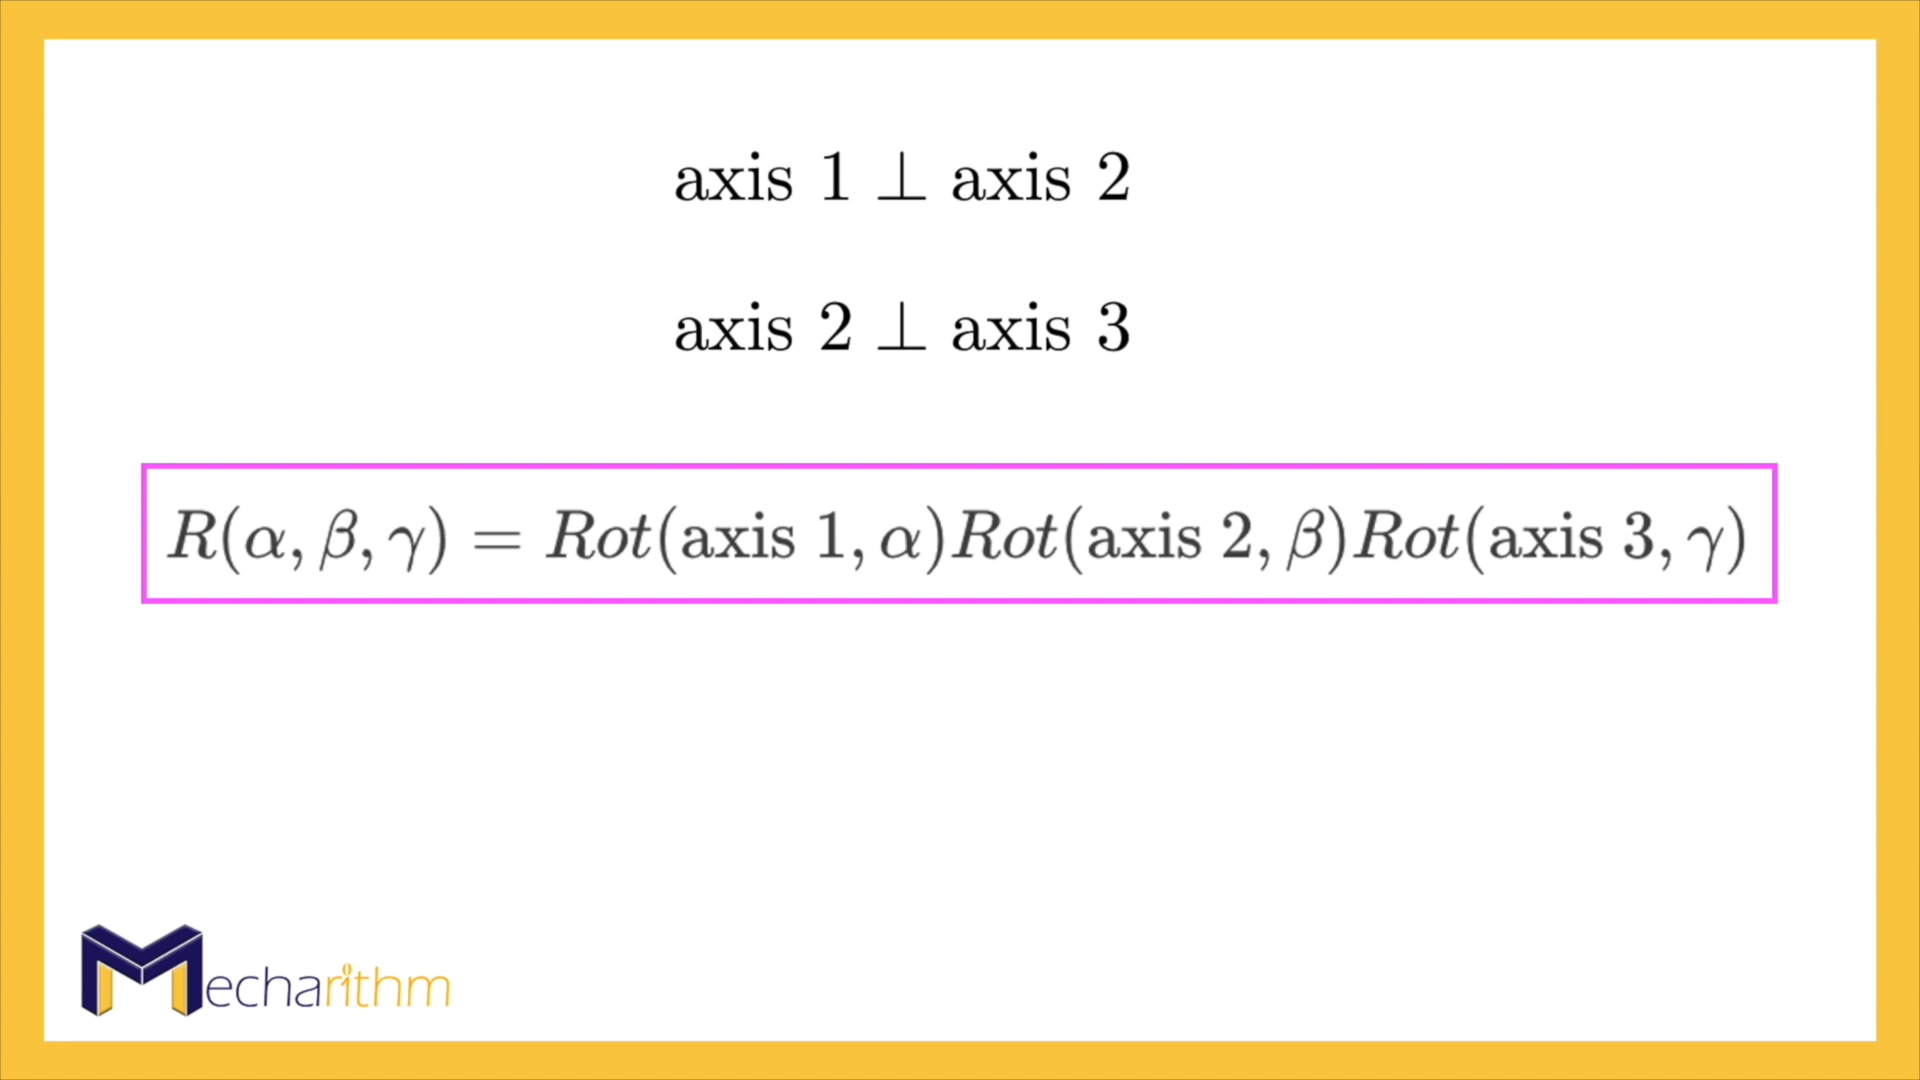 axis 1 ⊥ axis 2
axis 2 ⊥ axis 3
R(α, β, γ) = Rot(axis 1, α)Rot(axis 2, β)Rot(axis 3, γ)
Mecharithm